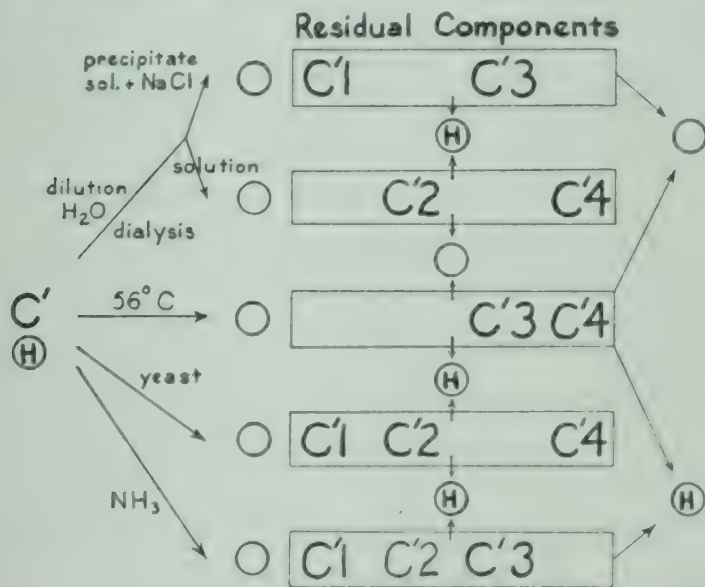 Residual Components
precipitate
sol. + NaCl
C'1 C'3
H
solution
dilution
H₂O
dialysis
C'2 C'4
C'
H
56° C
C'3 C'4
H
yeast
C'1 C'2 C'4
H
H
NH₃
C'1 C'2 C'3